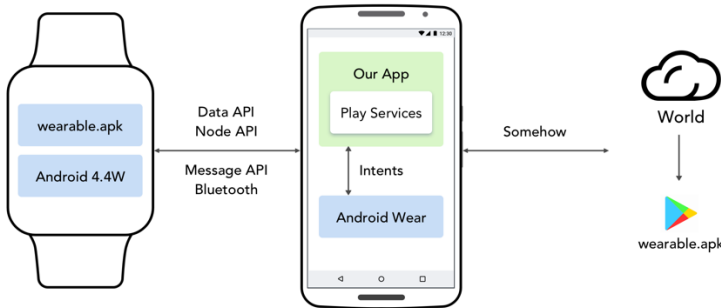 wearable.apk
Android 4.4W
Data API
Node API
Message API
Bluetooth
12:30
Our App
Play Services
Intents
Android Wear
Somehow
World
wearable.apk